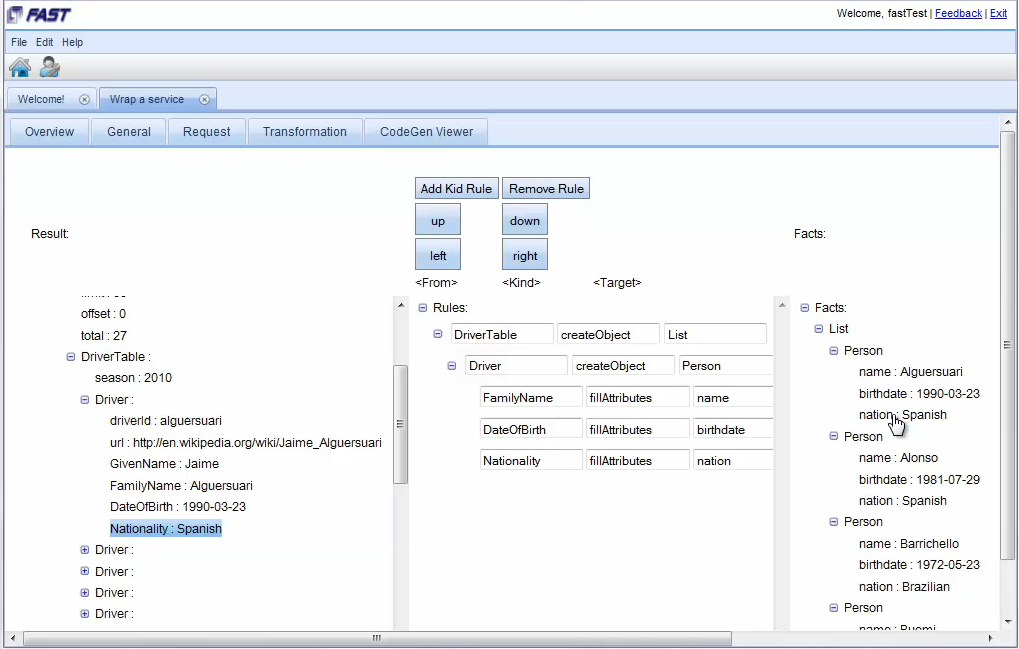 FAST
Welcome, fastTest | Feedback | Exit
File Edit Help
Welcome! Wrap a service
Overview General Request Transformation CodeGen Viewer
Add Kid Rule Remove Rule
up down
Result: Facts:
left right
<From> <Kind> <Target>
offset : 0
total : 27
DriverTable :
season : 2010
Driver :
driverId : alguersuari
url : http://en.wikipedia.org/wiki/Jaime_Alguersuari
GivenName : Jaime
FamilyName : Alguersuari
DateOfBirth : 1990-03-23
Nationality : Spanish
Driver :
Driver :
Driver :
Driver :
Rules:
DriverTable createObject List
Driver createObject Person
FamilyName fillAttributes name
DateOfBirth fillAttributes birthdate
Nationality fillAttributes nation
Facts:
List
Person
name : Alguersuari
birthdate : 1990-03-23
nation : Spanish
Person
name : Alonso
birthdate : 1981-07-29
nation : Spanish
Person
name : Barrichello
birthdate : 1972-05-23
nation : Brazilian
Person
name : Buemi